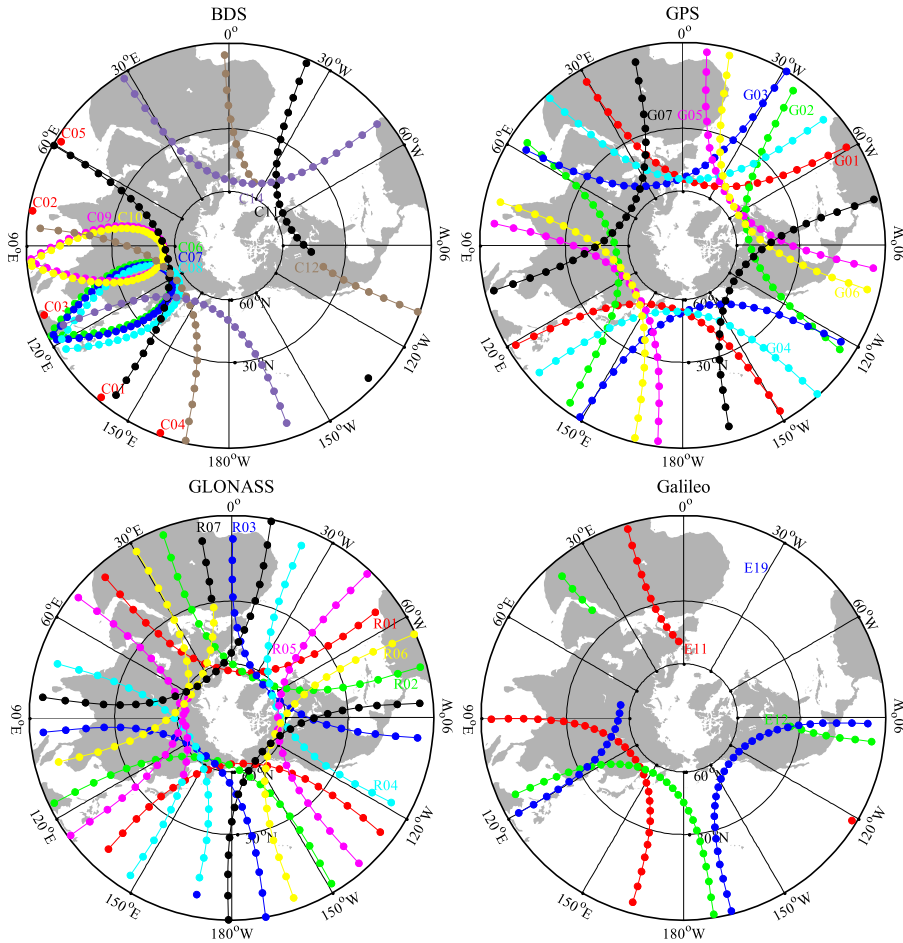 BDS
0°
30°E
30°W
60°E
60°W
90°E
90°W
120°E
120°W
150°E
150°W
180°W
60°N
30°N
C05
C02
C09
C10
C14
C11
C06
C07
C12
C03
C01
C04
GPS
0°
30°E
30°W
60°E
60°W
90°E
90°W
120°E
120°W
150°E
150°W
180°W
60°N
30°N
G03
G02
G07
G05
G01
G06
G04
GLONASS
0°
30°E
30°W
60°E
60°W
90°E
90°W
120°E
120°W
150°E
150°W
180°W
30°N
R07
R03
R01
R05
R06
R02
R04
Galileo
0°
30°E
30°W
60°E
60°W
90°E
90°W
120°E
120°W
150°E
150°W
180°W
60°N
30°N
E19
E11